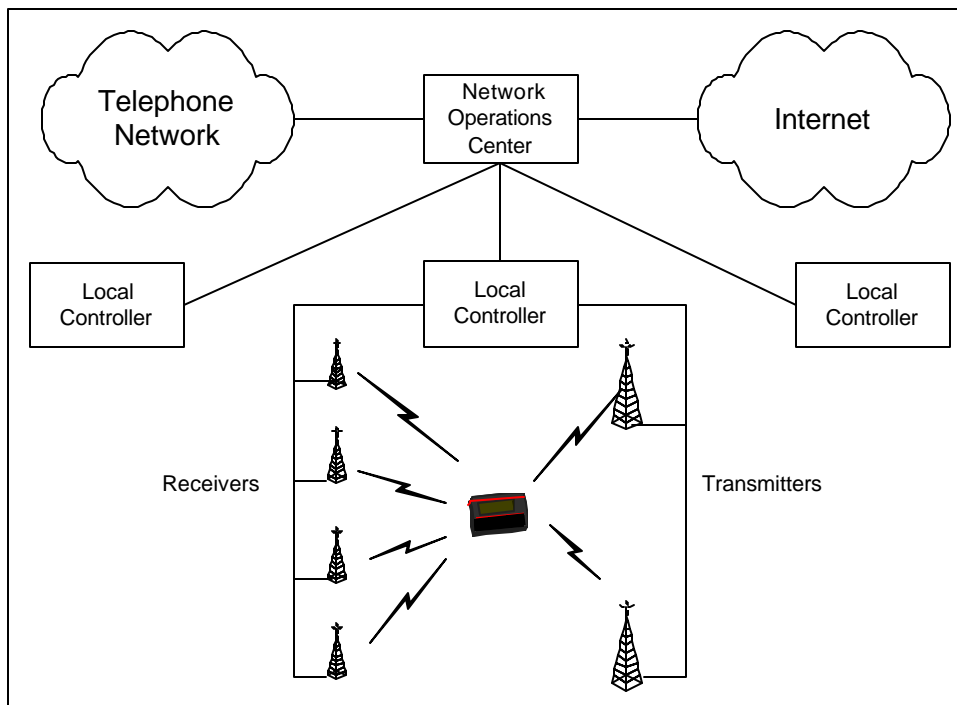 Telephone
Network
Network
Operations
Center
Internet
Local
Controller
Local
Controller
Local
Controller
Receivers
Transmitters